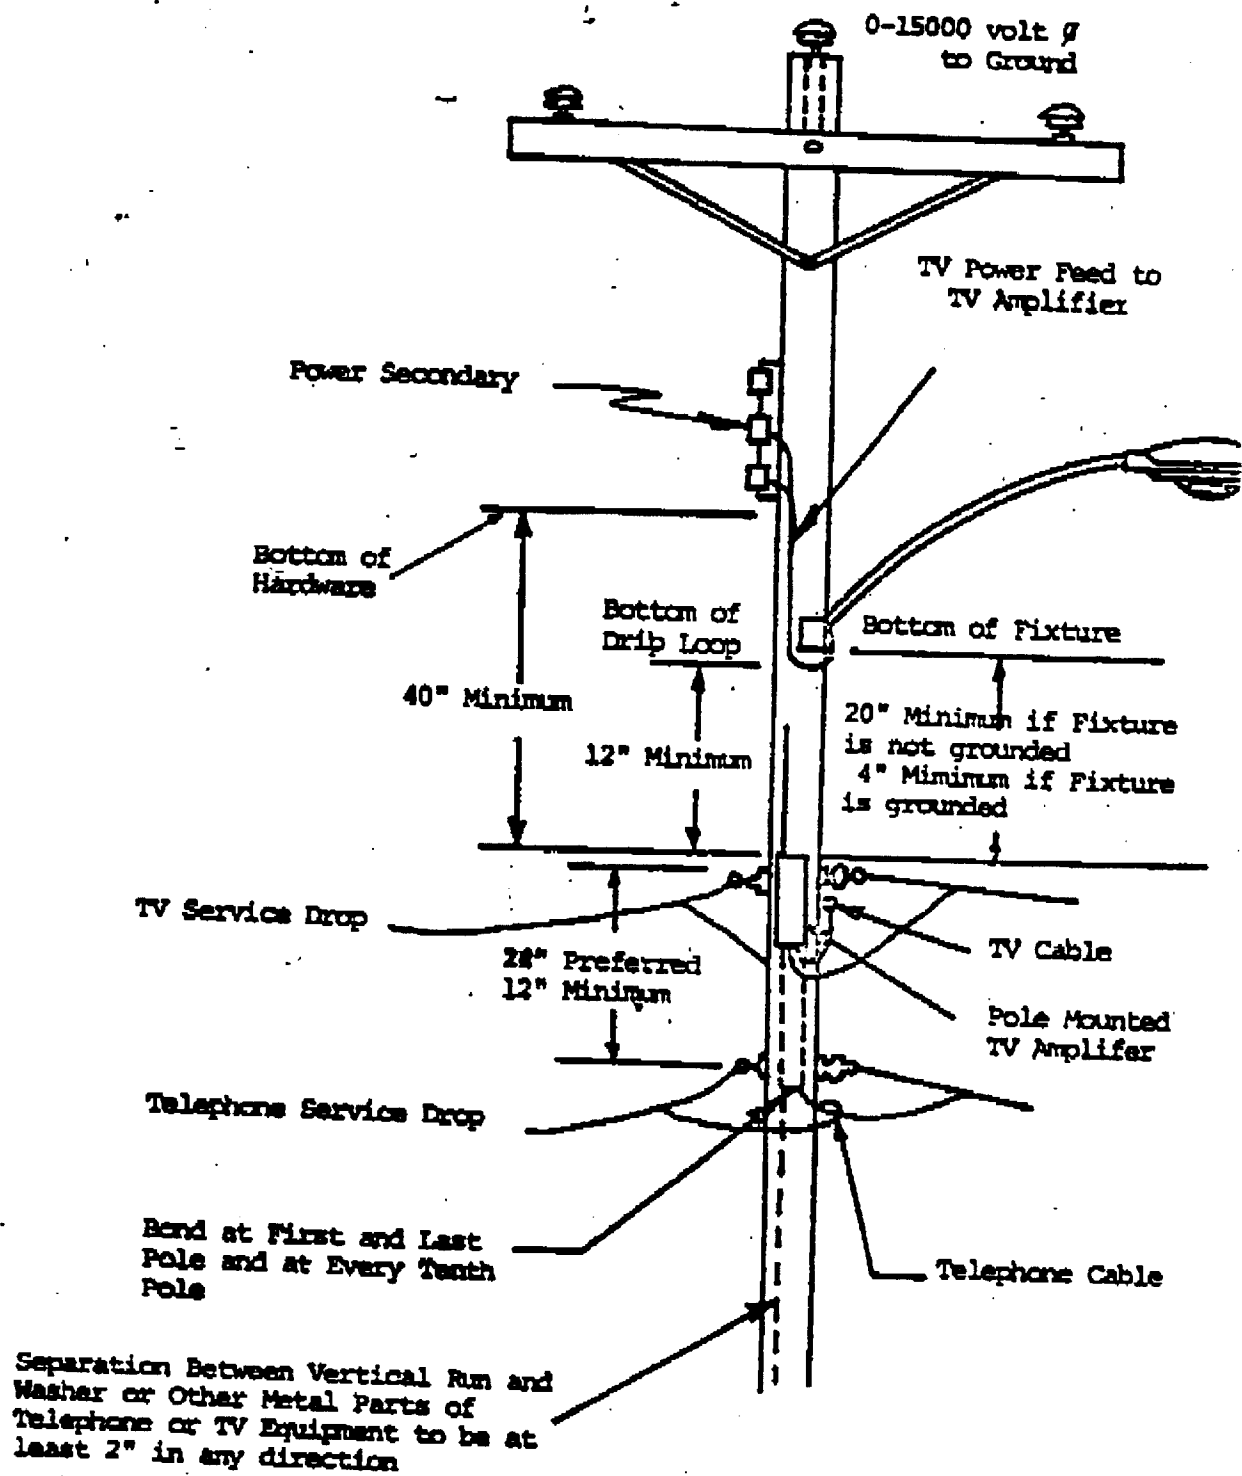 0-15000 volt Ø
to Ground
TV Power Feed to
TV Amplifier
Power Secondary
Bottom of
Hardware
Bottom of
Drip Loop
Bottom of Fixture
40" Minimum
12" Minimum
20" Minimum if Fixture
is not grounded
4" Mimimum if Fixture
is grounded
TV Service Drop
Preferred
12" Minimum
TV Cable
Pole Mounted
TV Amplifer
Telephone Service Drop
Bond at First and Last
Pole and at Every Tenth
Pole
Telephone Cable
Separation Between Vertical Run and
Washer or Other Metal Parts of
Telephone or TV Equipment to be at
least 2" in any direction